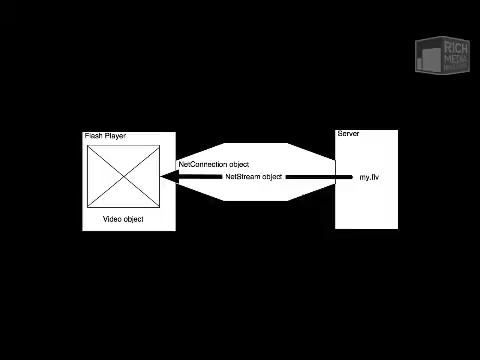 RICH
MEDIA
Flash Player
Server
NetConnection object
NetStream object
my.flv
Video object